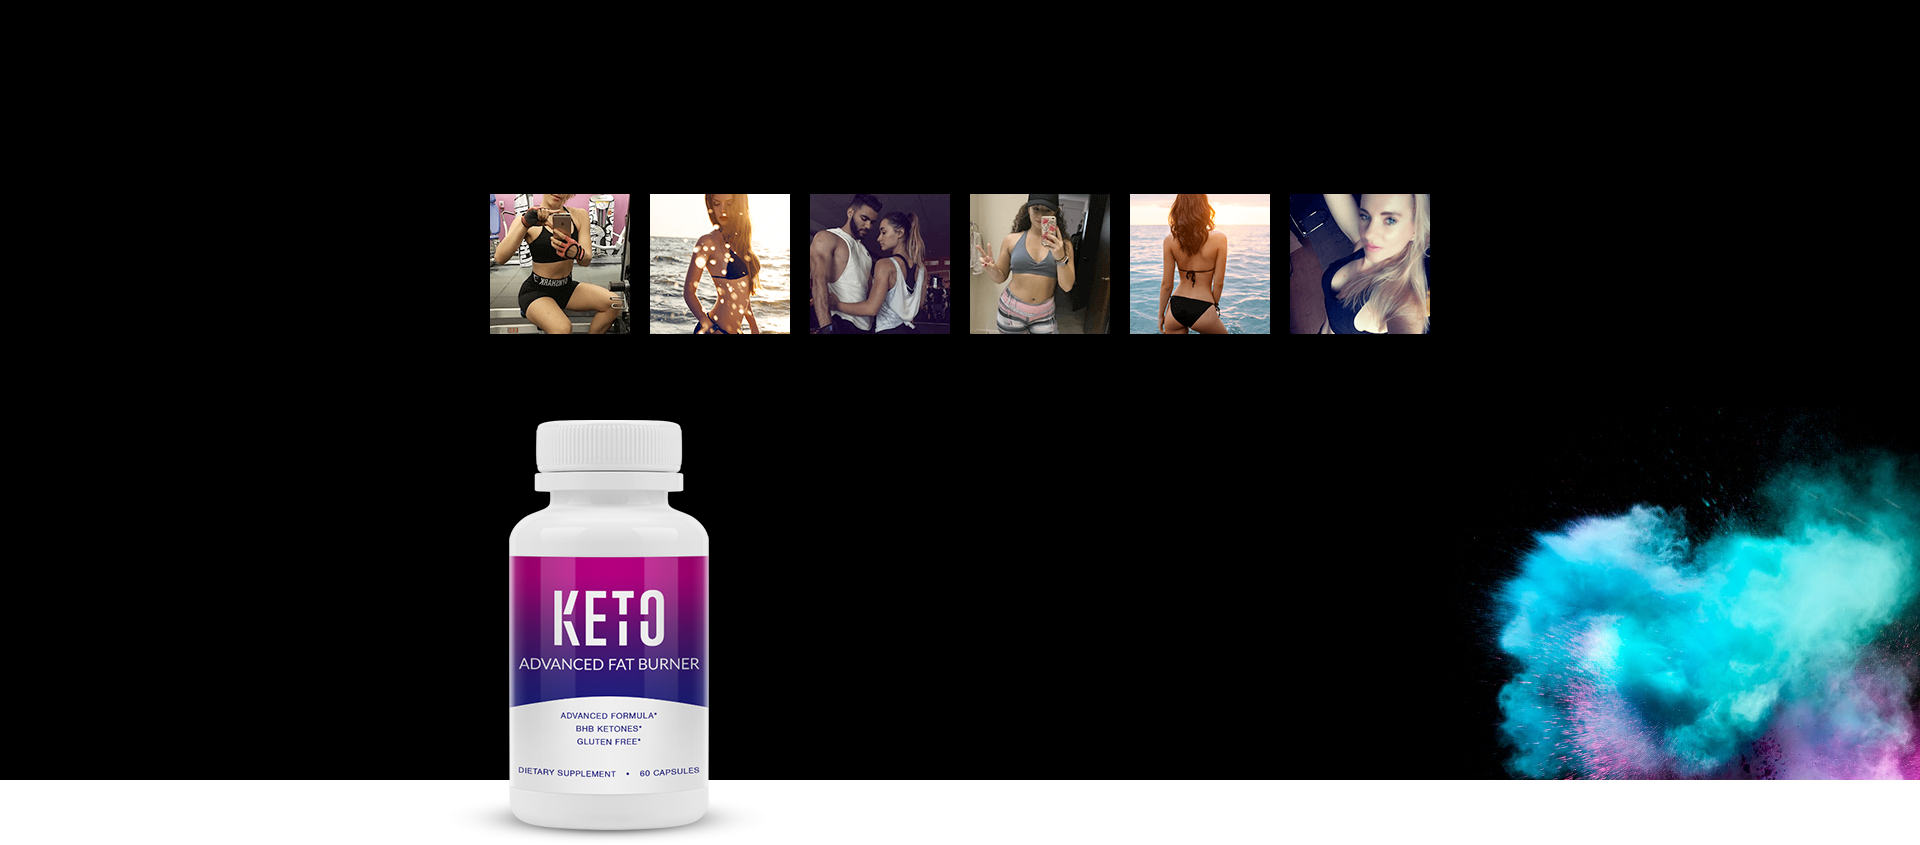 KETO
ADVANCED FAT BURNER
ADVANCED FORMULA*
BHB KETONES*
GLUTEN FREE*
DIETARY SUPPLEMENT • 60 CAPSULES